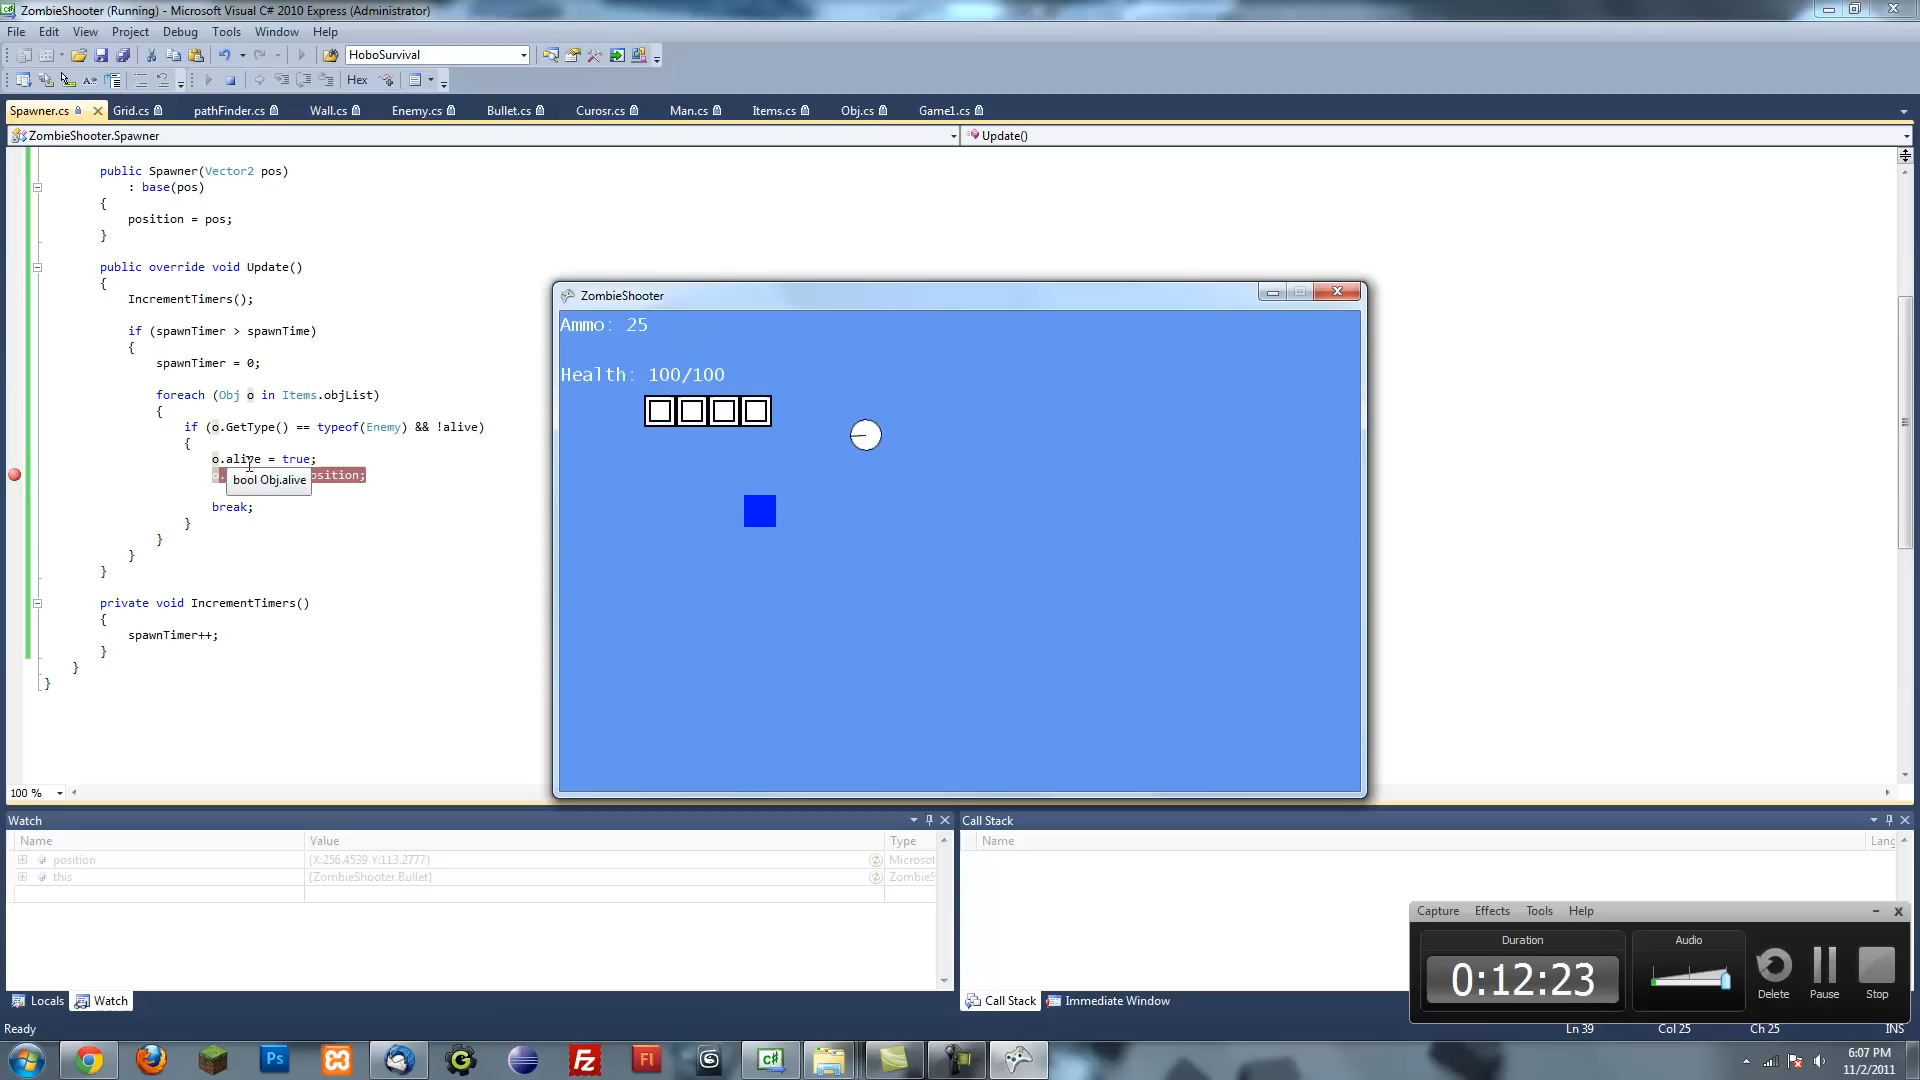 ZombieShooter (Running) - Microsoft Visual C# 2010 Express (Administrator)
File Edit View Project Debug Tools Window Help
HoboSurvival
Hex
Spawner.cs Grid.cs pathFinder.cs Wall.cs Enemy.cs Bullet.cs Curosr.cs Man.cs Items.cs Obj.cs Game1.cs
ZombieShooter.Spawner Update()
public Spawner(Vector2 pos)
: base(pos)
{
position = pos;
}
public override void Update()
{
IncrementTimers();
if (spawnTimer > spawnTime)
{
spawnTimer = 0;
foreach (Obj o in Items.objList)
{
if (o.GetType() == typeof(Enemy) && !alive)
{
o.alive = true;
o. osition;
bool Obj.alive
break;
}
}
}
}
private void IncrementTimers()
{
spawnTimer++;
}
}
}
ZombieShooter
Ammo: 25
Health: 100/100
100 %
Watch
Name Value Type
position {X:256.4539 Y:113.2777} Microsof
this {ZombieShooter.Bullet} ZombieS
Locals Watch
Call Stack
Name Lang
Call Stack Immediate Window
Capture Effects Tools Help
Duration Audio
0:12:23
Delete Pause Stop
Ready Ln 39 Col 25 Ch 25 INS
Ps Fl
6:07 PM
11/2/2011